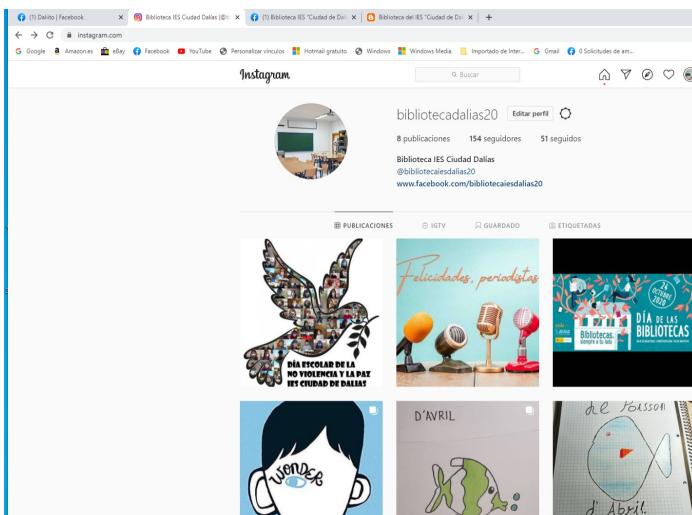 (1) Daliito | Facebook
Biblioteca IES Ciudad Dalías (@b
(1) Biblioteca IES "Ciudad de Dal
Biblioteca del IES "Ciudad de Da
instagram.com
Google
Amazon.es
eBay
Facebook
YouTube
Personalizar vínculos
Hotmail gratuito
Windows
Windows Media
Importado de Inter...
Gmail
0 Solicitudes de am...
Instagram
Buscar
bibliotecadalias20
Editar perfil
8 publicaciones 154 seguidores 51 seguidos
Biblioteca IES Ciudad Dalías
@bibliotecaiesdalias20
www.facebook.com/bibliotecaiesdalias20
PUBLICACIONES
IGTV
GUARDADO
ETIQUETADAS
DÍA ESCOLAR DE LA
NO VIOLENCIA Y LA PAZ
IES CIUDAD DE DALIAS
Felicidades, periodistas
24
OCTUBRE
2020
Bibliotecas
siempre a tu lado
DÍA DE LAS
BIBLIOTECAS
WONDER
D'AVRIL
de Poisson
d'Abril